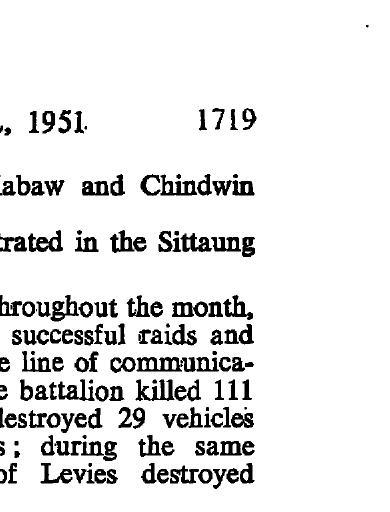 , 1951 1719
abaw and Chindwin
trated in the Sittaung
hroughout the month,
successful raids and
e line of communica-
e battalion killed 111
destroyed 29 vehicles
s; during the same
of Levies destroyed